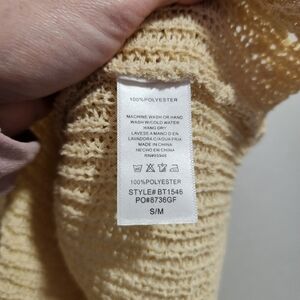 100%POLYESTER
MACHINE WASH OR HAND
WASH W/COLD WATER
HANG DRY
LAVESE A MANO D EN
LAVADORA C/AGUA FRIA
MADE IN CHINA
HECHO EN CHINA
100%POLYESTER
STYLE# BT1546
PO#8736GF
S/M